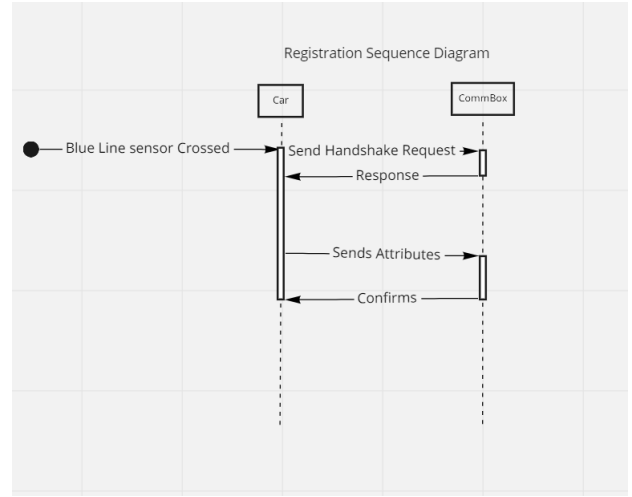 Registration Sequence Diagram
Car
CommBox
Blue Line sensor Crossed
Send Handshake Request
Response
Sends Attributes
Confirms